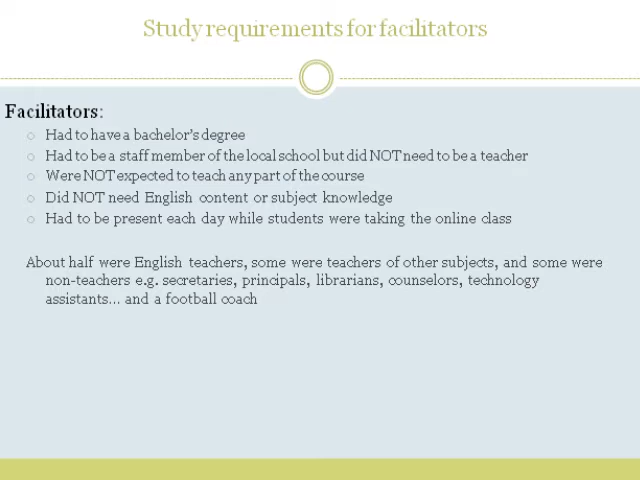 Study requirements for facilitators
Facilitators:
Had to have a bachelor's degree
Had to be a staff member of the local school but did NOT need to be a teacher
Were NOT expected to teach any part of the course
Did NOT need English content or subject knowledge
Had to be present each day while students were taking the online class
About half were English teachers, some were teachers of other subjects, and some were
non-teachers e.g. secretaries, principals, librarians, counselors, technology
assistants... and a football coach